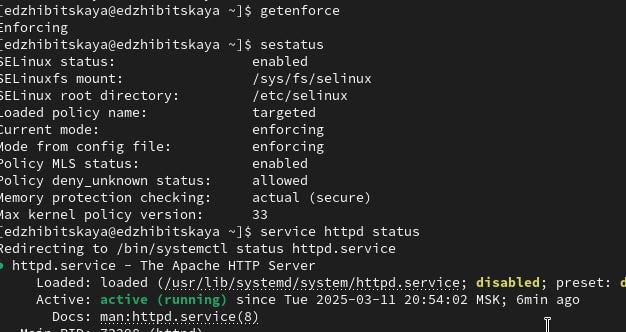 [edzhibitskaya@edzhibitskaya ~]$ getenforce
Enforcing
[edzhibitskaya@edzhibitskaya ~]$ sestatus
SELinux status:                 enabled
SELinuxfs mount:                /sys/fs/selinux
SELinux root directory:         /etc/selinux
Loaded policy name:             targeted
Current mode:                   enforcing
Mode from config file:          enforcing
Policy MLS status:              enabled
Policy deny_unknown status:     allowed
Memory protection checking:     actual (secure)
Max kernel policy version:      33
[edzhibitskaya@edzhibitskaya ~]$ service httpd status
Redirecting to /bin/systemctl status httpd.service
● httpd.service - The Apache HTTP Server
Loaded: loaded (/usr/lib/systemd/system/httpd.service; disabled; preset: d
Active: active (running) since Tue 2025-03-11 20:54:02 MSK; 6min ago
Docs: man:httpd.service(8)